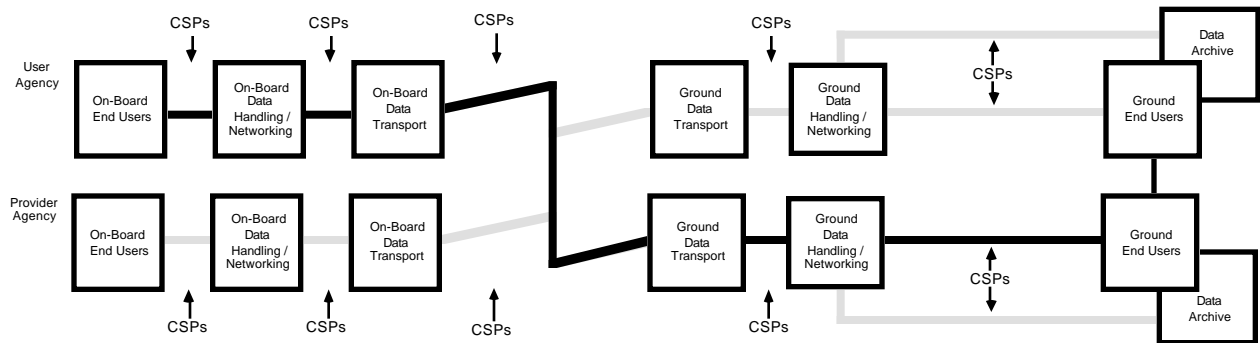 CSPs
CSPs
CSPs
CSPs
Data
Archive
User
Agency
On-Board
End Users
On-Board
Data
Handling /
Networking
On-Board
Data
Transport
Ground
Data
Transport
Ground
Data
Handling /
Networking
CSPs
Ground
End Users
Provider
Agency
On-Board
End Users
On-Board
Data
Handling /
Networking
On-Board
Data
Transport
Ground
Data
Transport
Ground
Data
Handling /
Networking
Ground
End Users
CSPs
Data
Archive
CSPs
CSPs
CSPs
CSPs